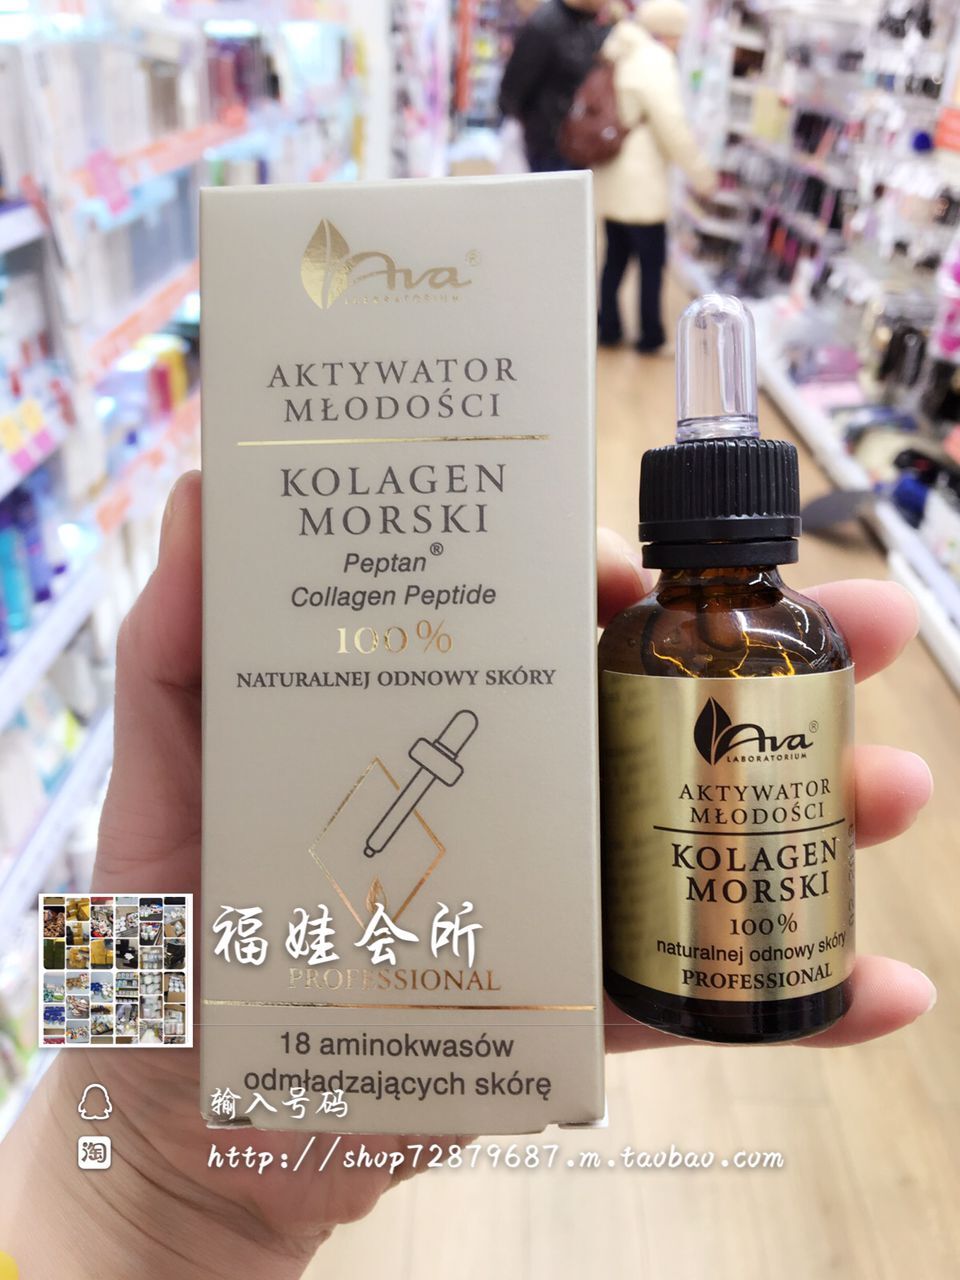 Ava®
LABORATORIUM
AKTYWATOR
MŁODOŚCI
KOLAGEN
MORSKI
Peptan®
Collagen Peptide
100%
NATURALNEJ ODNOWY SKÓRY
PROFESSIONAL
18 aminokwasów
odmładzających skórę
Ava®
LABORATORIUM
AKTYWATOR
MŁODOŚCI
KOLAGEN
MORSKI
100%
naturalnej odnowy skóry
PROFESSIONAL
福娃会所
输入号码
淘
http://shop72879687.m.taobao.com